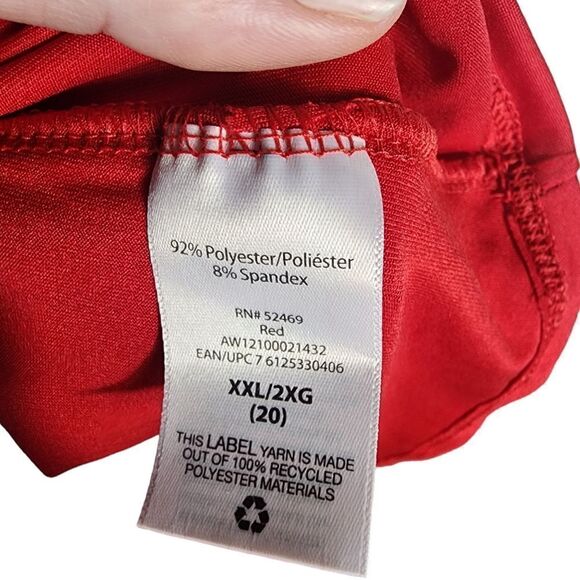 92% Polyester/Poliéster
8% Spandex
RN# 52469
Red
AW12100021432
EAN/UPC 7 6125330406
XXL/2XG
(20)
THIS LABEL YARN IS MADE
OUT OF 100% RECYCLED
POLYESTER MATERIALS